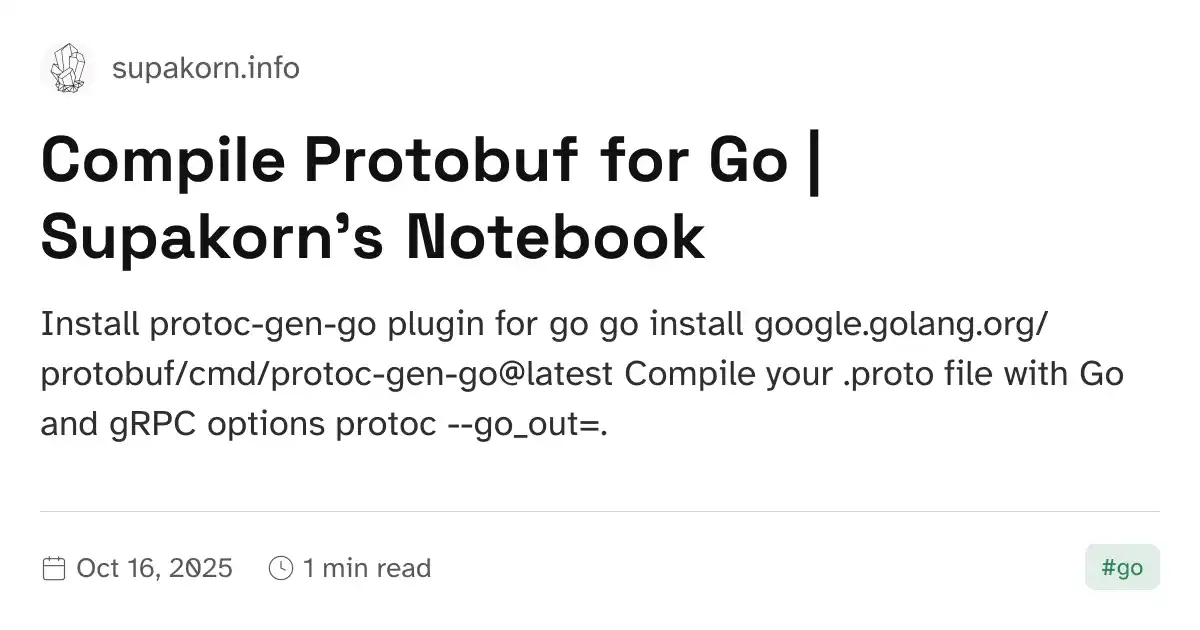 supakorn.info
Compile Protobuf for Go |
Supakorn’s Notebook
Install protoc-gen-go plugin for go go install google.golang.org/
protobuf/cmd/protoc-gen-go@latest Compile your .proto file with Go
and gRPC options protoc --go_out=.
Oct 16, 2025 1 min read #go